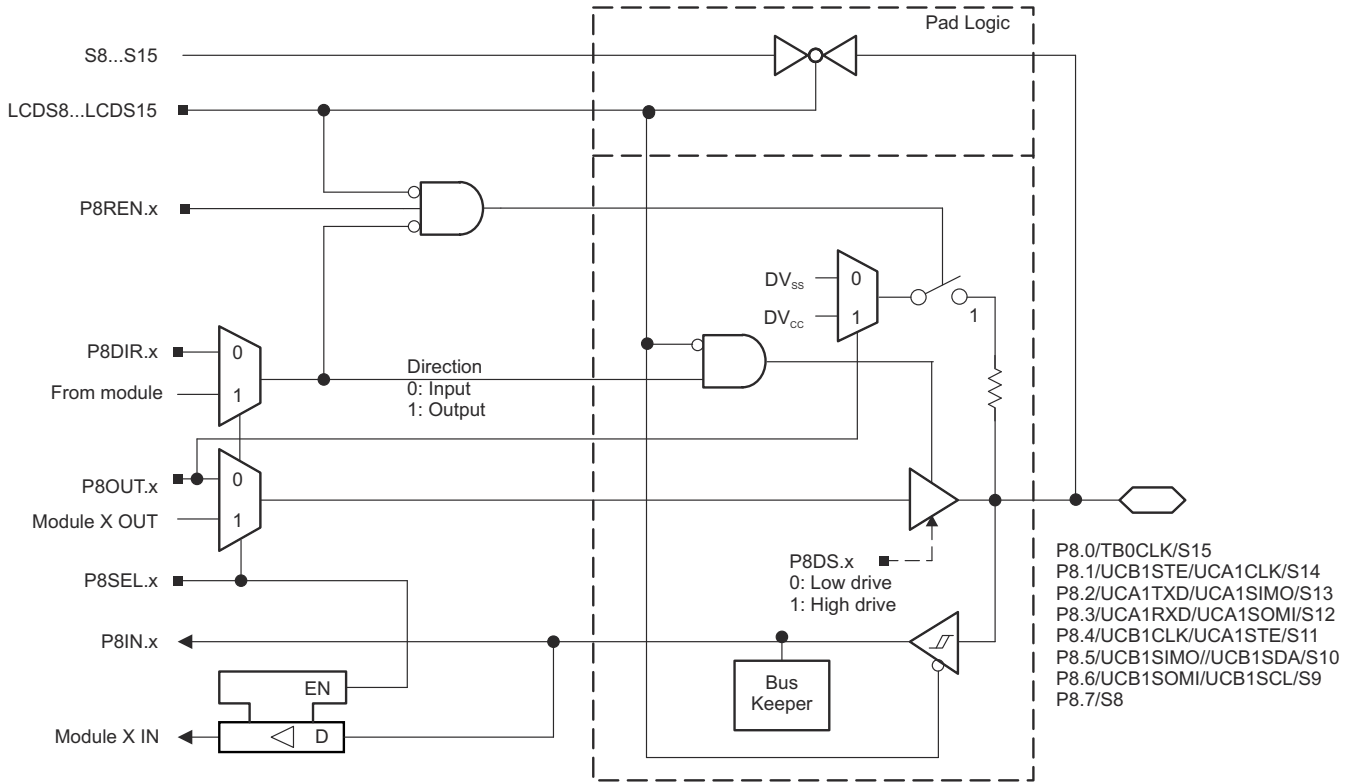 Pad Logic
S8...S15
LCDS8...LCDS15
P8REN.x
DVSS
0
DVCC
1
1
P8DIR.x
0
From module
1
Direction
0: Input
1: Output
P8OUT.x
0
Module X OUT
1
P8SEL.x
P8DS.x
0: Low drive
1: High drive
P8IN.x
EN
D
Module X IN
Bus
Keeper
P8.0/TB0CLK/S15
P8.1/UCB1STE/UCA1CLK/S14
P8.2/UCA1TXD/UCA1SIMO/S13
P8.3/UCA1RXD/UCA1SOMI/S12
P8.4/UCB1CLK/UCA1STE/S11
P8.5/UCB1SIMO//UCB1SDA/S10
P8.6/UCB1SOMI/UCB1SCL/S9
P8.7/S8